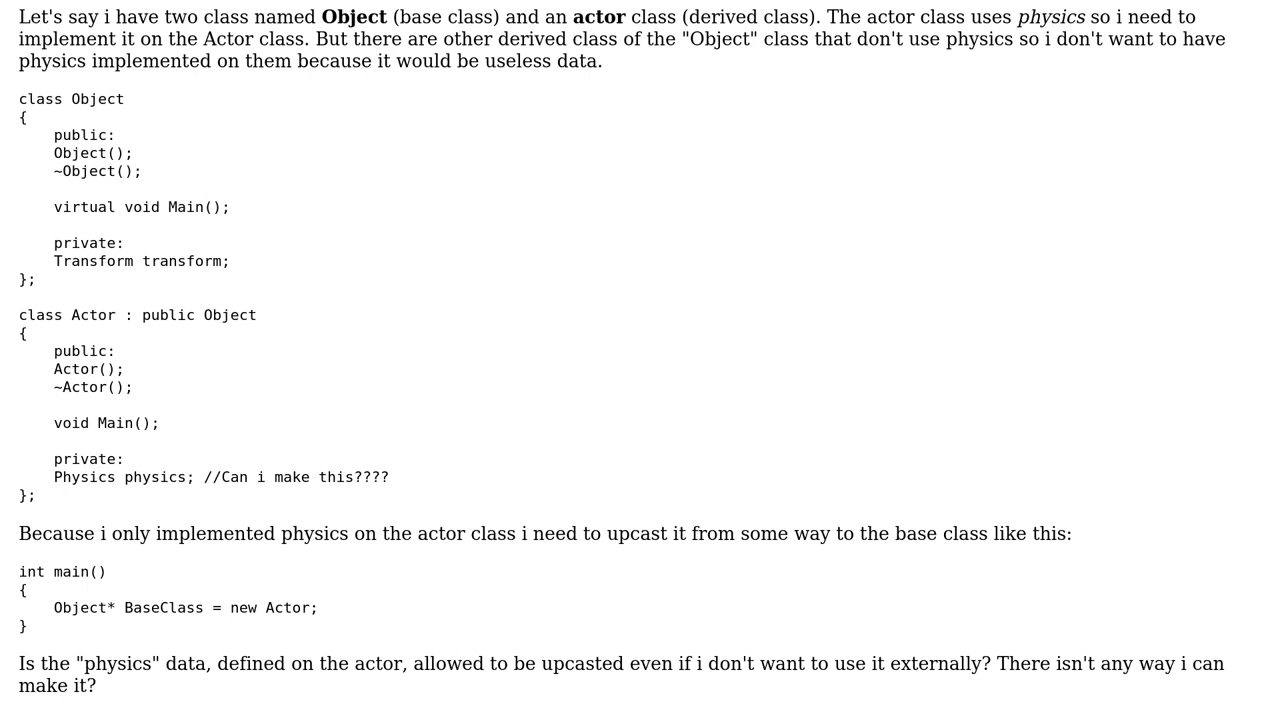 Let's say i have two class named Object (base class) and an actor class (derived class). The actor class uses physics so i need to
implement it on the Actor class. But there are other derived class of the "Object" class that don't use physics so i don't want to have
physics implemented on them because it would be useless data.
class Object
{
    public:
    Object();
    ~Object();
    virtual void Main();
    private:
    Transform transform;
};
class Actor : public Object
{
    public:
    Actor();
    ~Actor();
    void Main();
    private:
    Physics physics; //Can i make this????
};
Because i only implemented physics on the actor class i need to upcast it from some way to the base class like this:
int main()
{
    Object* BaseClass = new Actor;
}
Is the "physics" data, defined on the actor, allowed to be upcasted even if i don't want to use it externally? There isn't any way i can
make it?